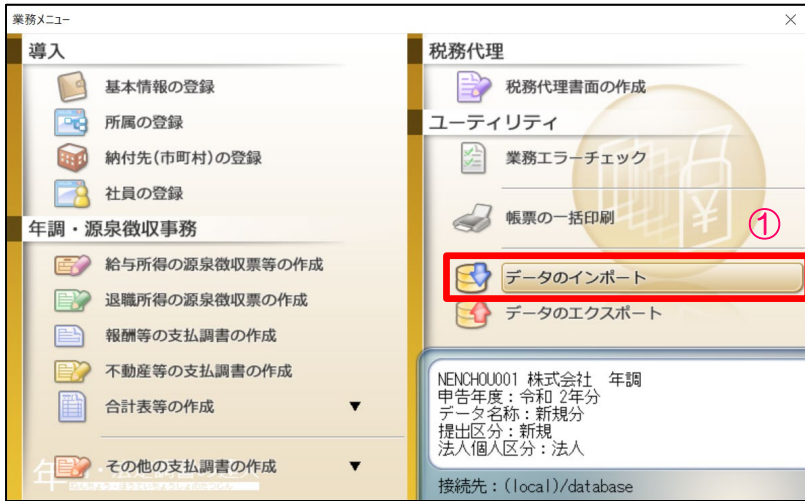 業務メニュー
導入
基本情報の登録
所属の登録
納付先(市町村)の登録
社員の登録
年調・源泉徴収事務
給与所得の源泉徴収票等の作成
退職所得の源泉徴収票の作成
報酬等の支払調書の作成
不動産等の支払調書の作成
合計表等の作成 ▼
その他の支払調書の作成 ▼
税務代理
税務代理書面の作成
ユーティリティ
業務エラーチェック
帳票の一括印刷
①
データのインポート
データのエクスポート
NENCHOU001 株式会社　年調
申告年度：令和 2年分
データ名称：新規分
提出区分：新規
法人個人区分：法人
接続先：(local)/database